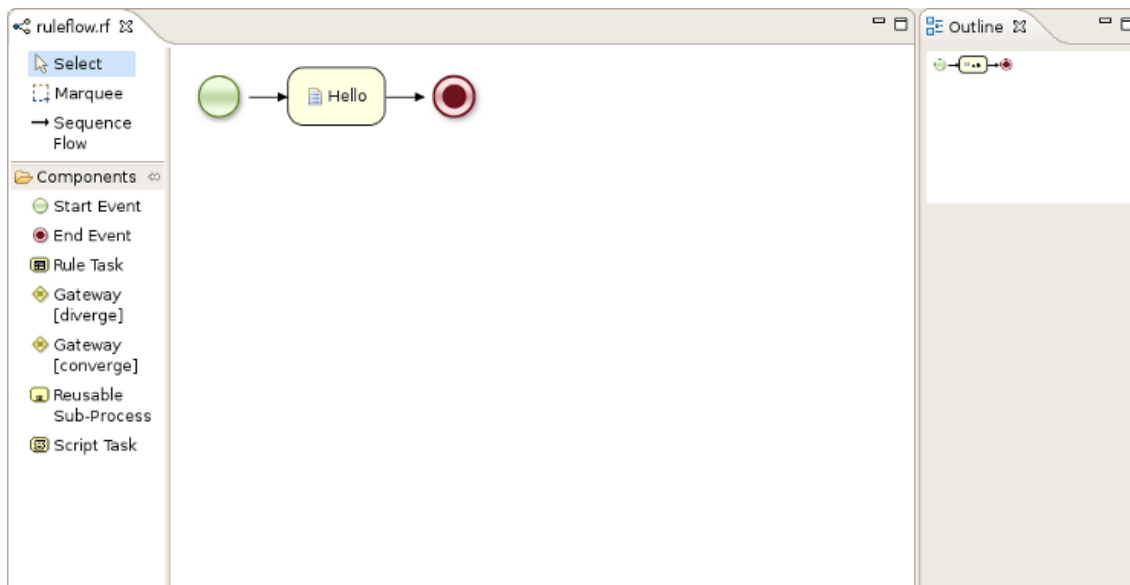 ruleflow.rf
Select
Marquee
Sequence
Flow
Components
Start Event
End Event
Rule Task
Gateway
[diverge]
Gateway
[converge]
Reusable
Sub-Process
Script Task
Hello
Outline